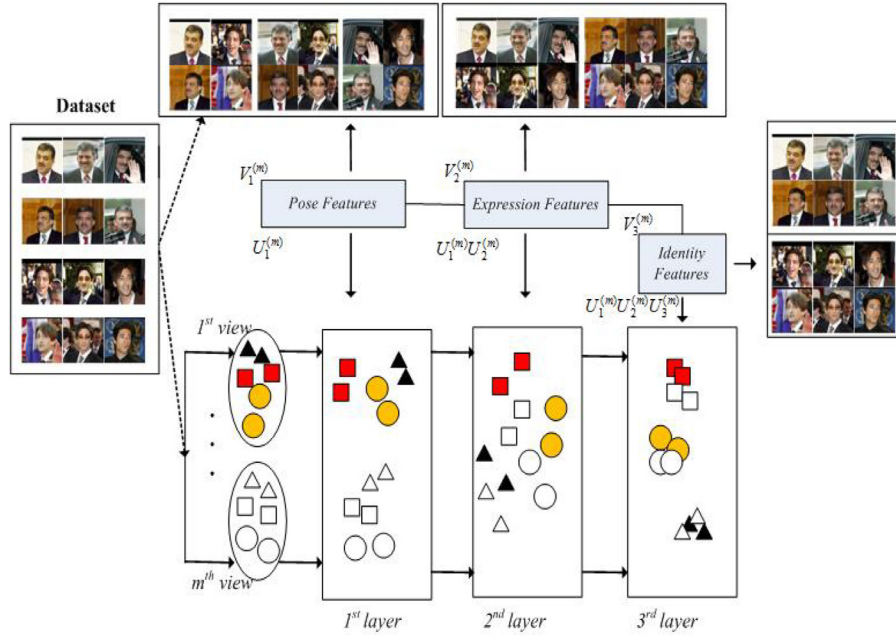 Dataset
V₁⁽ᵐ⁾
Pose Features
U₁⁽ᵐ⁾
V₂⁽ᵐ⁾
Expression Features
U₁⁽ᵐ⁾U₂⁽ᵐ⁾
V₃⁽ᵐ⁾
Identity
Features
U₁⁽ᵐ⁾U₂⁽ᵐ⁾U₃⁽ᵐ⁾
1ˢᵗ view
mᵗʰ view
1ˢᵗ layer
2ⁿᵈ layer
3ʳᵈ layer